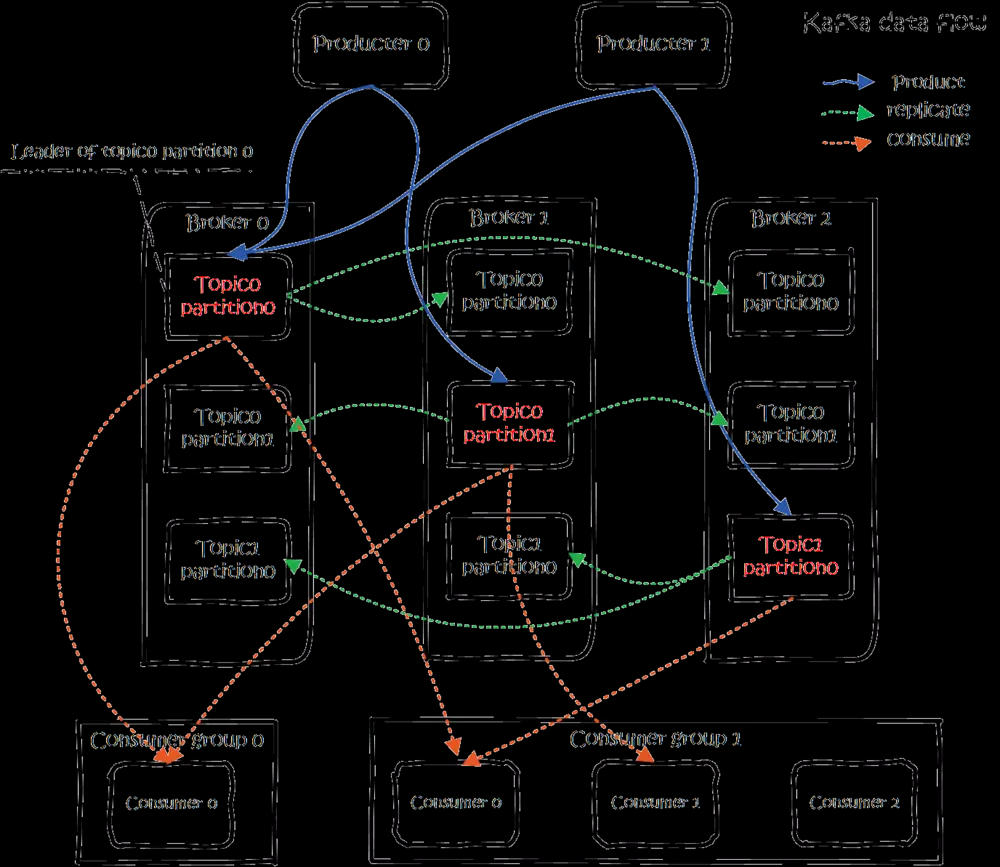 Producter 0
Producter 1
Kafka data flow
Product
replicate
consume
Leader of topic0 partition 0
Broker 0
Broker 1
Broker 2
Topic0
partition0
Topic0
partition0
Topic0
partition0
Topic0
partition1
Topic0
partition1
Topic0
partition1
Topic1
partition0
Topic1
partition0
Topic1
partition0
Consumer group 0
Consumer group 1
Consumer 0
Consumer 0
Consumer 1
Consumer 2